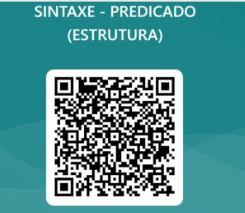 SINTAXE - PREDICADO
(ESTRUTURA)